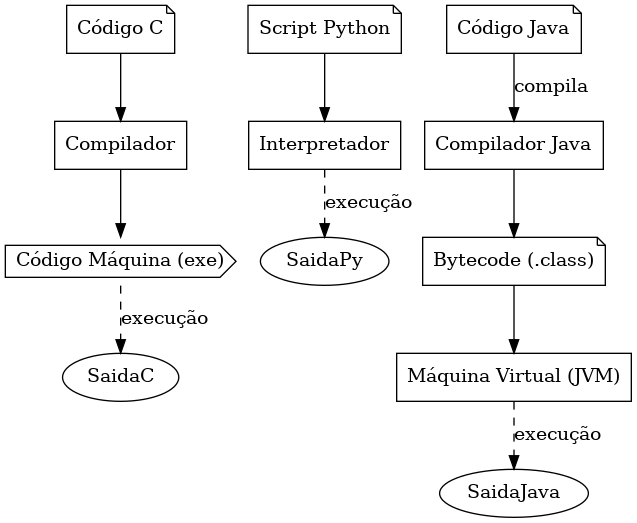 Código C
Script Python
Código Java
compila
Compilador
Interpretador
Compilador Java
execução
Código Máquina (exe)
SaidaPy
Bytecode (.class)
execução
SaidaC
Máquina Virtual (JVM)
execução
SaidaJava